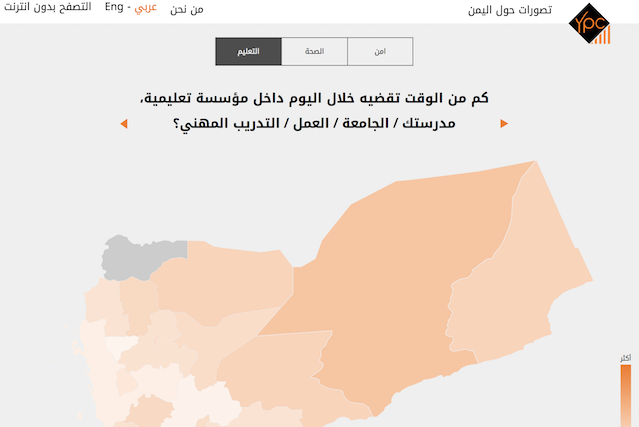 تصورات حول اليمن
YPC
من نحن
عربي - Eng
التصفح بدون انترنت
امن
الصحة
التعليم
كم من الوقت تقضيه خلال اليوم داخل مؤسسة تعليمية،
مدرستك / الجامعة / العمل / التدريب المهني؟
أكثر